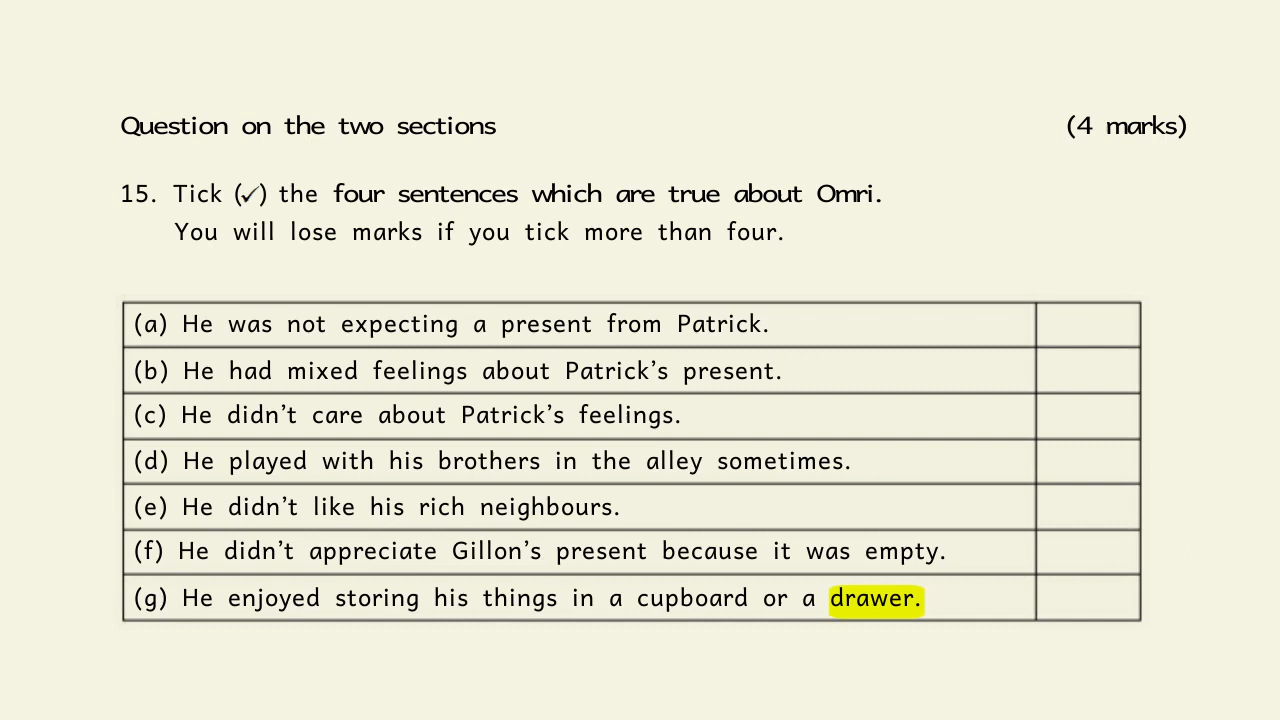 Question on the two sections (4 marks)
15. Tick (✓) the four sentences which are true about Omri.
You will lose marks if you tick more than four.
(a) He was not expecting a present from Patrick.
(b) He had mixed feelings about Patrick’s present.
(c) He didn’t care about Patrick’s feelings.
(d) He played with his brothers in the alley sometimes.
(e) He didn’t like his rich neighbours.
(f) He didn’t appreciate Gillon’s present because it was empty.
(g) He enjoyed storing his things in a cupboard or a drawer.